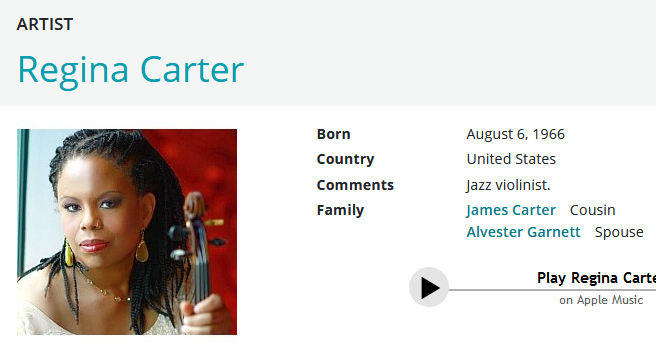 ARTIST
Regina Carter
Born August 6, 1966
Country United States
Comments Jazz violinist.
Family James Carter Cousin
Alvester Garnett Spouse
Play Regina Carte
on Apple Music